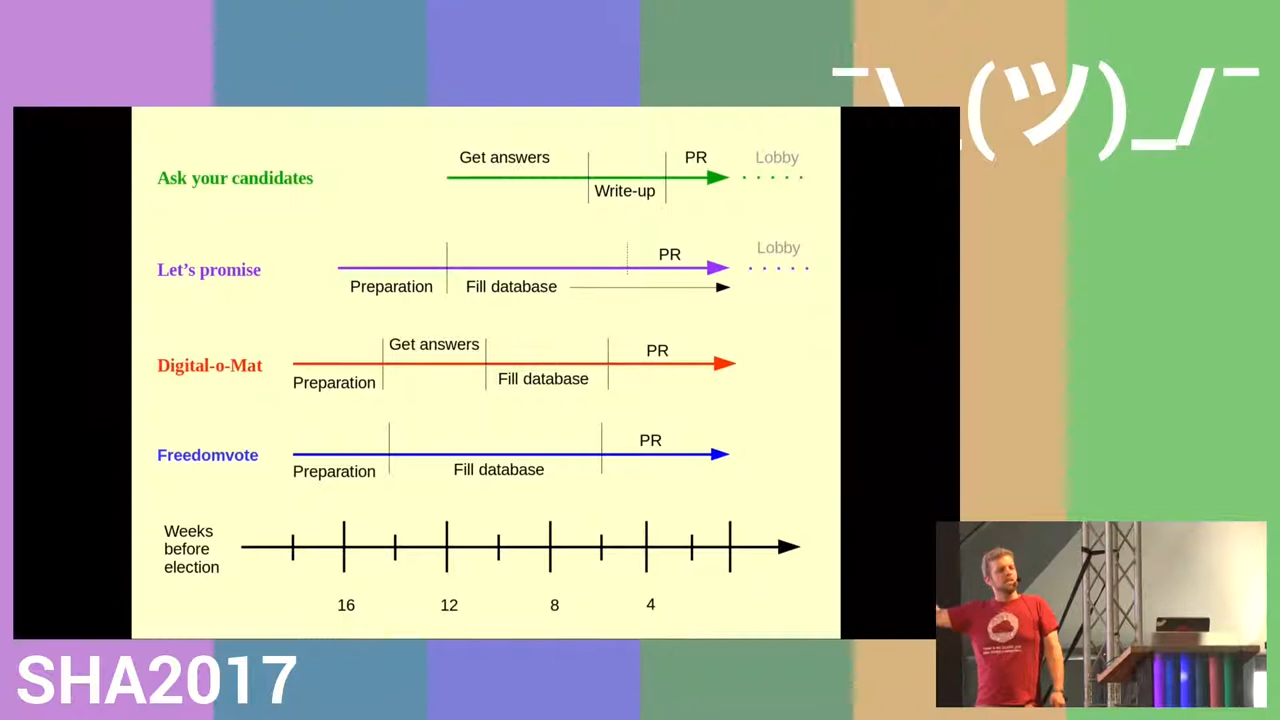 ¯\_(ツ)_/¯
Get answers
PR
Lobby
Ask your candidates
Write-up
Lobby
PR
Let's promise
Preparation
Fill database
Get answers
PR
Digital-o-Mat
Preparation
Fill database
PR
Freedomvote
Preparation
Fill database
Weeks
before
election
16
12
8
4
SHA2017